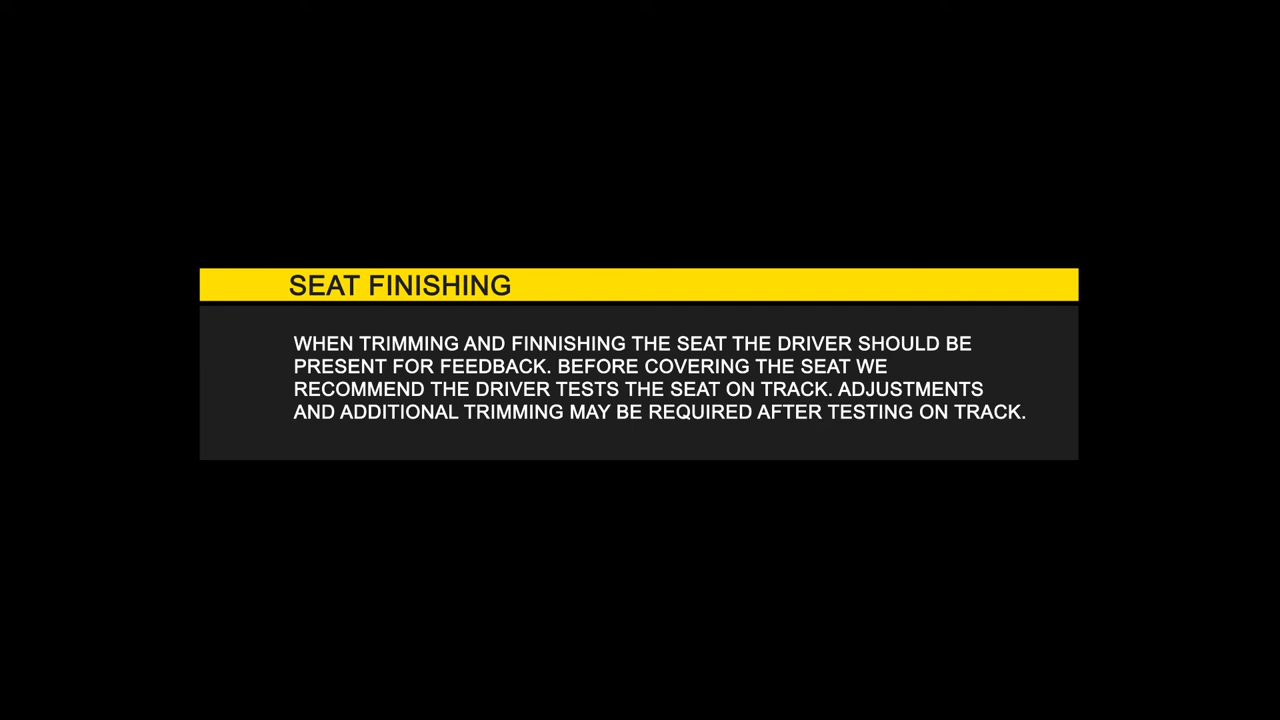 SEAT FINISHING
WHEN TRIMMING AND FINNISHING THE SEAT THE DRIVER SHOULD BE
PRESENT FOR FEEDBACK. BEFORE COVERING THE SEAT WE
RECOMMEND THE DRIVER TESTS THE SEAT ON TRACK. ADJUSTMENTS
AND ADDITIONAL TRIMMING MAY BE REQUIRED AFTER TESTING ON TRACK.